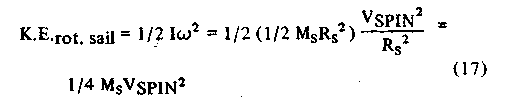 K.E.rot. sail = 1/2 Iω² = 1/2 (1/2 MsRs²) VSPIN²/Rs² =
1/4 MsVSPIN²
(17)